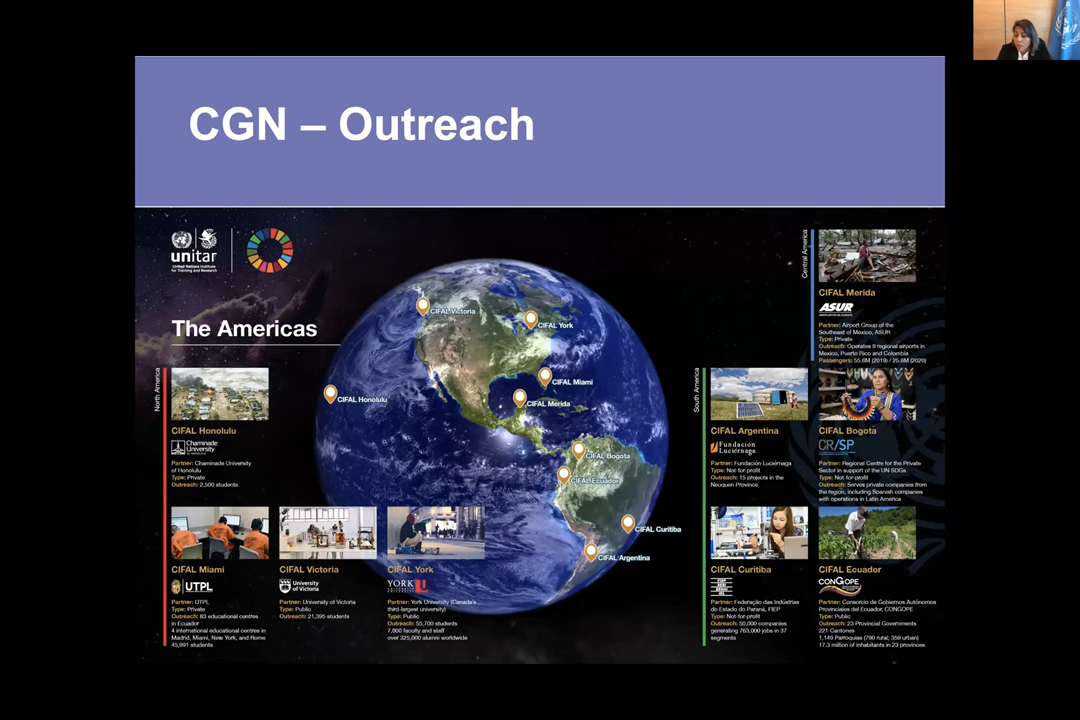 CGN – Outreach
unitar
United Nations Institute
for Training and Research
The Americas
North America
CIFAL Honolulu
Chaminade
University
Partner: Chaminade University
of Honolulu
Type: Private
Outreach: 2,500 students
CIFAL Miami
UTPL
Partner: UTPL
Type: Private
Outreach: 83 educational centres
in Ecuador
4 international educational centres in
Madrid, Miami, New York, and Rome
45,991 students
CIFAL Victoria
University
of Victoria
Partner: University of Victoria
Type: Public
Outreach: 21,395 students
CIFAL York
YORK U
Partner: York University (Canada's
third-largest university)
Type: Public
Outreach: 55,700 students
7,000 faculty and staff
over 325,000 alumni worldwide
CIFAL Victoria
CIFAL York
CIFAL Honolulu
CIFAL Miami
CIFAL Merida
CIFAL Bogota
CIFAL Ecuador
CIFAL Curitiba
CIFAL Argentina
Central America
CIFAL Merida
ASUR
Partner: Airport Group of the
Southeast of Mexico, ASUR
Type: Private
Outreach: Operates 9 regional airports in
Mexico, Puerto Rico and Colombia
Passengers: 55.6M (2019) / 25.8M (2020)
South America
CIFAL Argentina
Fundación
Luciérnaga
Partner: Fundación Luciérnaga
Type: Not-for-profit
Outreach: 15 projects in the
Neuquen Province
CIFAL Bogota
CR/SP
Partner: Regional Centre for the Private
Sector in support of the UN SDGs
Type: Not-for-profit
Outreach: Serves private companies from
the region, including Spanish companies
with operations in Latin America
CIFAL Curitiba
FIEP
SESI
SENAI
IEL
Partner: Federação das Indústrias
do Estado do Paraná, FIEP
Type: Not-for-profit
Outreach: 50,000 companies
generating 763,000 jobs in 37
segments
CIFAL Ecuador
CONGOPE
Partner: Consorcio de Gobiernos Autónomos
Provinciales del Ecuador, CONGOPE
Type: Public
Outreach: 23 Provincial Governments
221 Cantones
1,149 Parroquias (790 rural; 359 urban)
17.3 million of inhabitants in 23 provinces